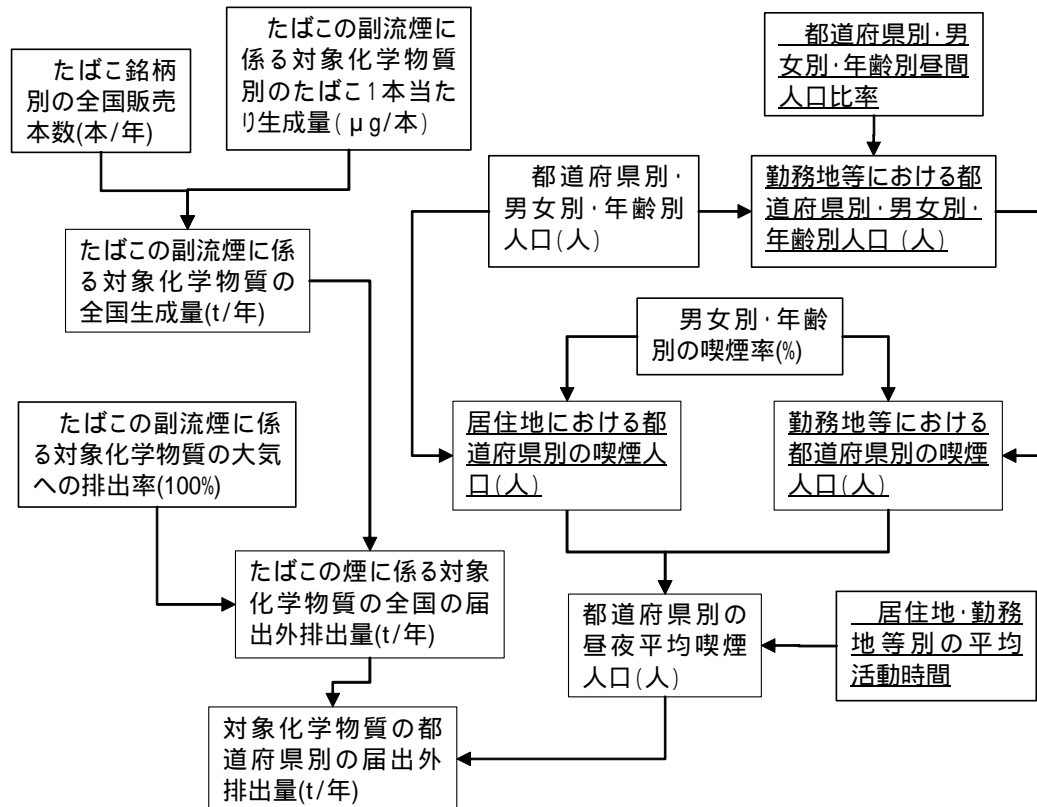 たばこ銘柄
別の全国販売
本数(本/年)
たばこの副流煙に
係る対象化学物質
別のたばこ1本当た
り生成量(μg/本)
都道府県別・男
女別・年齢別昼間
人口比率
都道府県別・
男女別・年齢別
人口(人)
勤務地等における都
道府県別・男女別・
年齢別人口(人)
たばこの副流煙に係
る対象化学物質の
全国生成量(t/年)
男女別・年齢
別の喫煙率(%)
たばこの副流煙に係
る対象化学物質の大気
への排出率(100%)
居住地における都
道府県別の喫煙人
口(人)
勤務地等における
都道府県別の喫煙
人口(人)
たばこの煙に係る対象
化学物質の全国の届
出外排出量(t/年)
都道府県別の
昼夜平均喫煙
人口(人)
居住地・勤務
地等別の平均
活動時間
対象化学物質の都
道府県別の届出外
排出量(t/年)